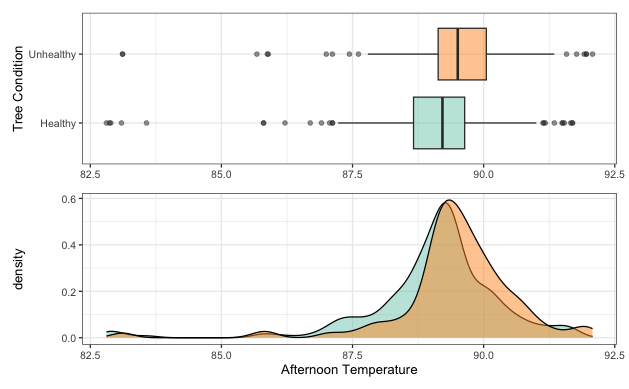 Tree Condition
Unhealthy
Healthy
82.5 85.0 87.5 90.0 92.5
density
0.6
0.4
0.2
0.0
82.5 85.0 87.5 90.0 92.5
Afternoon Temperature